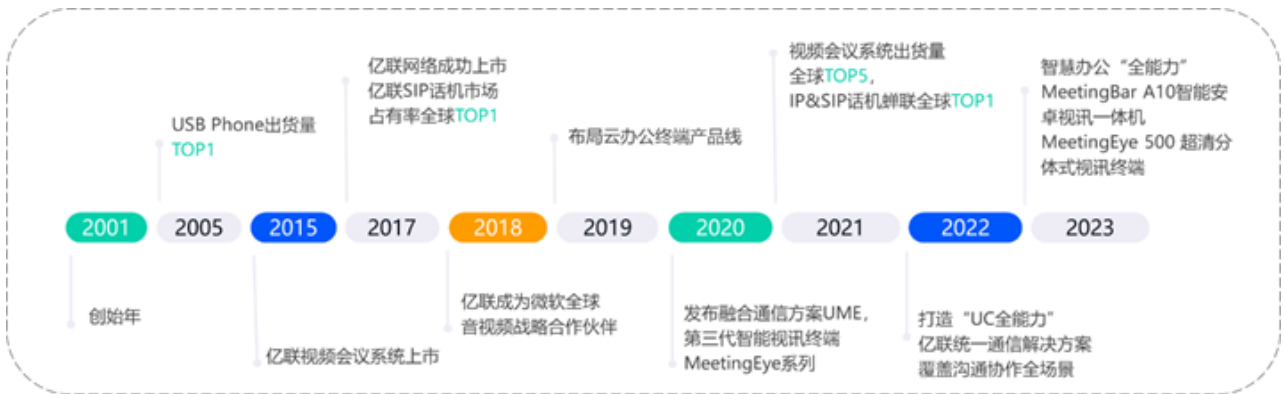 亿联网络成功上市
亿联SIP话机市场
占有率全球TOP1
视频会议系统出货量
全球TOP5,
IP&SIP话机蝉联全球TOP1
智慧办公“全能力”
MeetingBar A10智能安
卓视讯一体机
MeetingEye 500 超清分
体式视讯终端
USB Phone出货量
TOP1
布局云办公终端产品线
2001 2005 2015 2017 2018 2019 2020 2021 2022 2023
创始年
亿联视频会议系统上市
亿联成为微软全球
音视频战略合作伙伴
发布融合通信方案UME,
第三代智能视讯终端
MeetingEye系列
打造“UC全能力”
亿联统一通信解决方案
覆盖沟通协作全场景